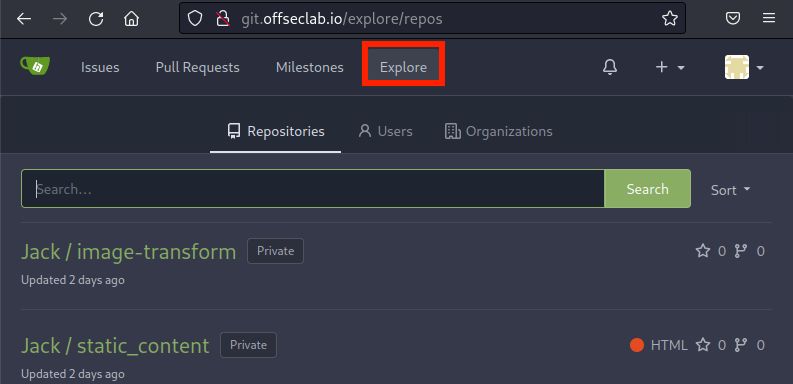 git.offseclab.io/explore/repos
Issues Pull Requests Milestones Explore
Repositories Users Organizations
Search... Search Sort
Jack / image-transform Private 0 0
Updated 2 days ago
Jack / static_content Private HTML 0 0
Updated 2 days ago